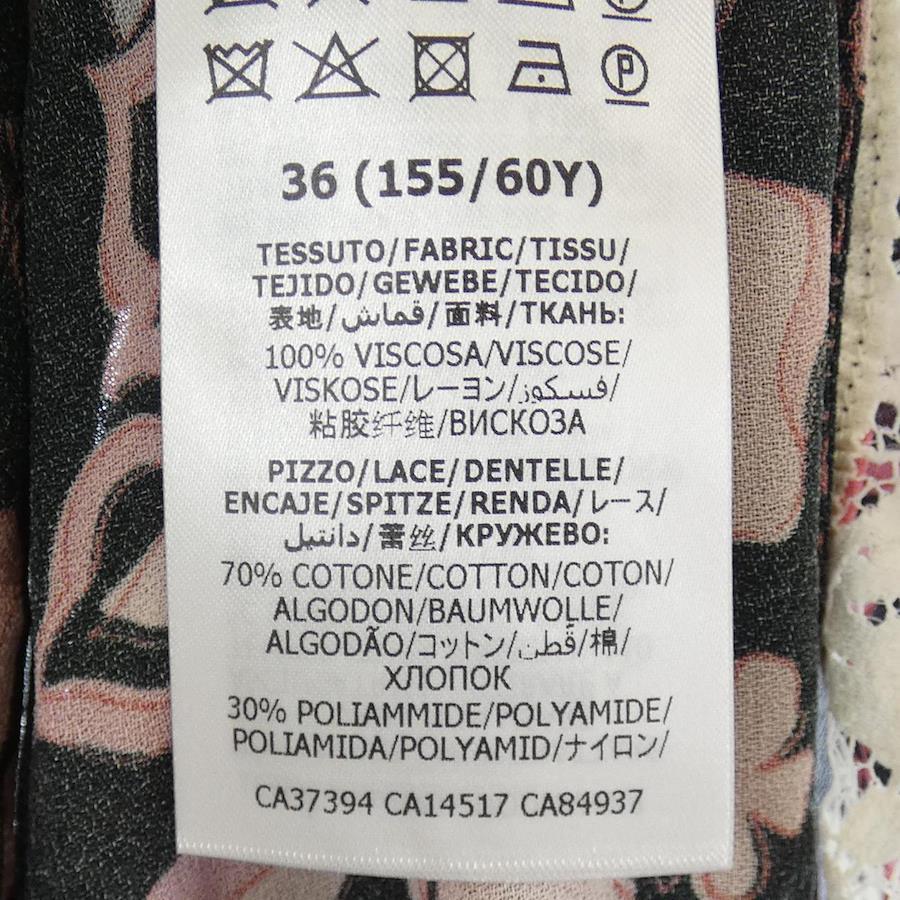 P
36 (155/60Y)
TESSUTO/FABRIC/TISSU/
TEJIDO/GEWEBE/TECIDO/
表地/قماش/面料/ТКАНЬ:
100% VISCOSA/VISCOSE/
VISKOSE/レーヨン/فسكوز/
粘胶纤维/ВИСКОЗА
PIZZO/LACE/DENTELLE/
ENCAJE/SPITZE/RENDA/レース/
دانتيل/蕾丝/КРУЖЕВО:
70% COTONE/COTTON/COTON/
ALGODON/BAUMWOLLE/
ALGODÃO/コットン/قطن/棉/
ХЛОПОК
30% POLIAMMIDE/POLYAMIDE/
POLIAMIDA/POLYAMID/ナイロン/
CA37394 CA14517 CA84937